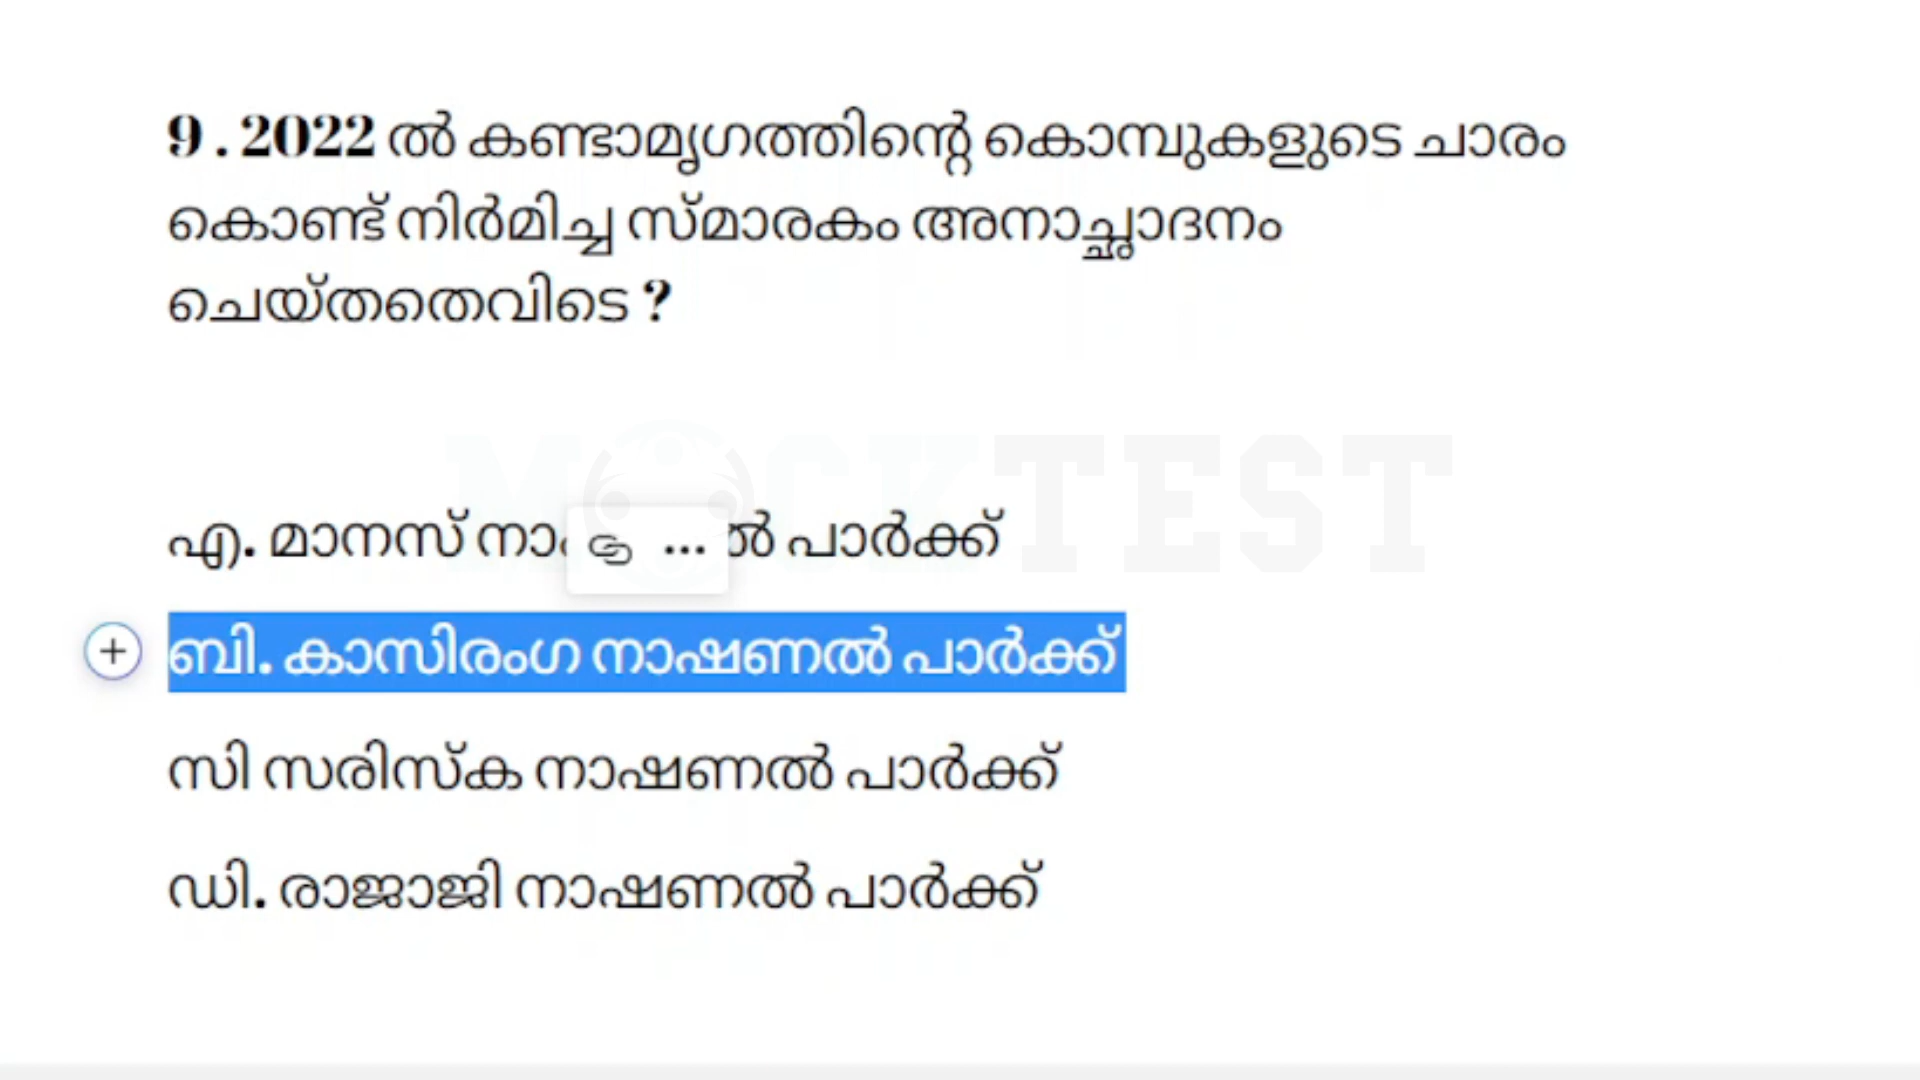 9 . 2022 ൽ കണ്ടാമൃഗത്തിന്റെ കൊമ്പുകളുടെ ചാരം
കൊണ്ട് നിർമിച്ച സ്മാരകം അനാച്ഛാദനം
ചെയ്തതെവിടെ ?
MOCKTEST
എ. മാനസ് പാർക്ക്
ബി. കാസിരംഗ നാഷണൽ പാർക്ക്
സി സരിസ്ക നാഷണൽ പാർക്ക്
ഡി. രാജാജി നാഷണൽ പാർക്ക്